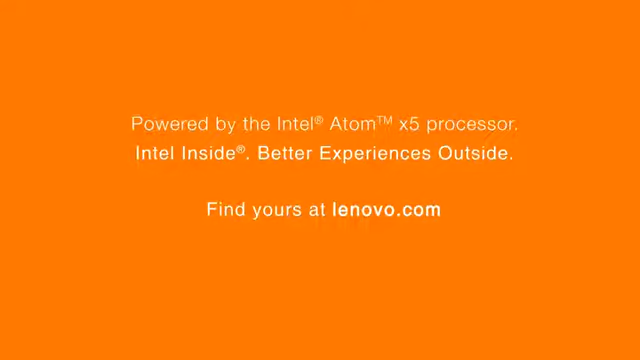 Powered by the Intel® Atom™ x5 processor.
Intel Inside®. Better Experiences Outside.
Find yours at lenovo.com